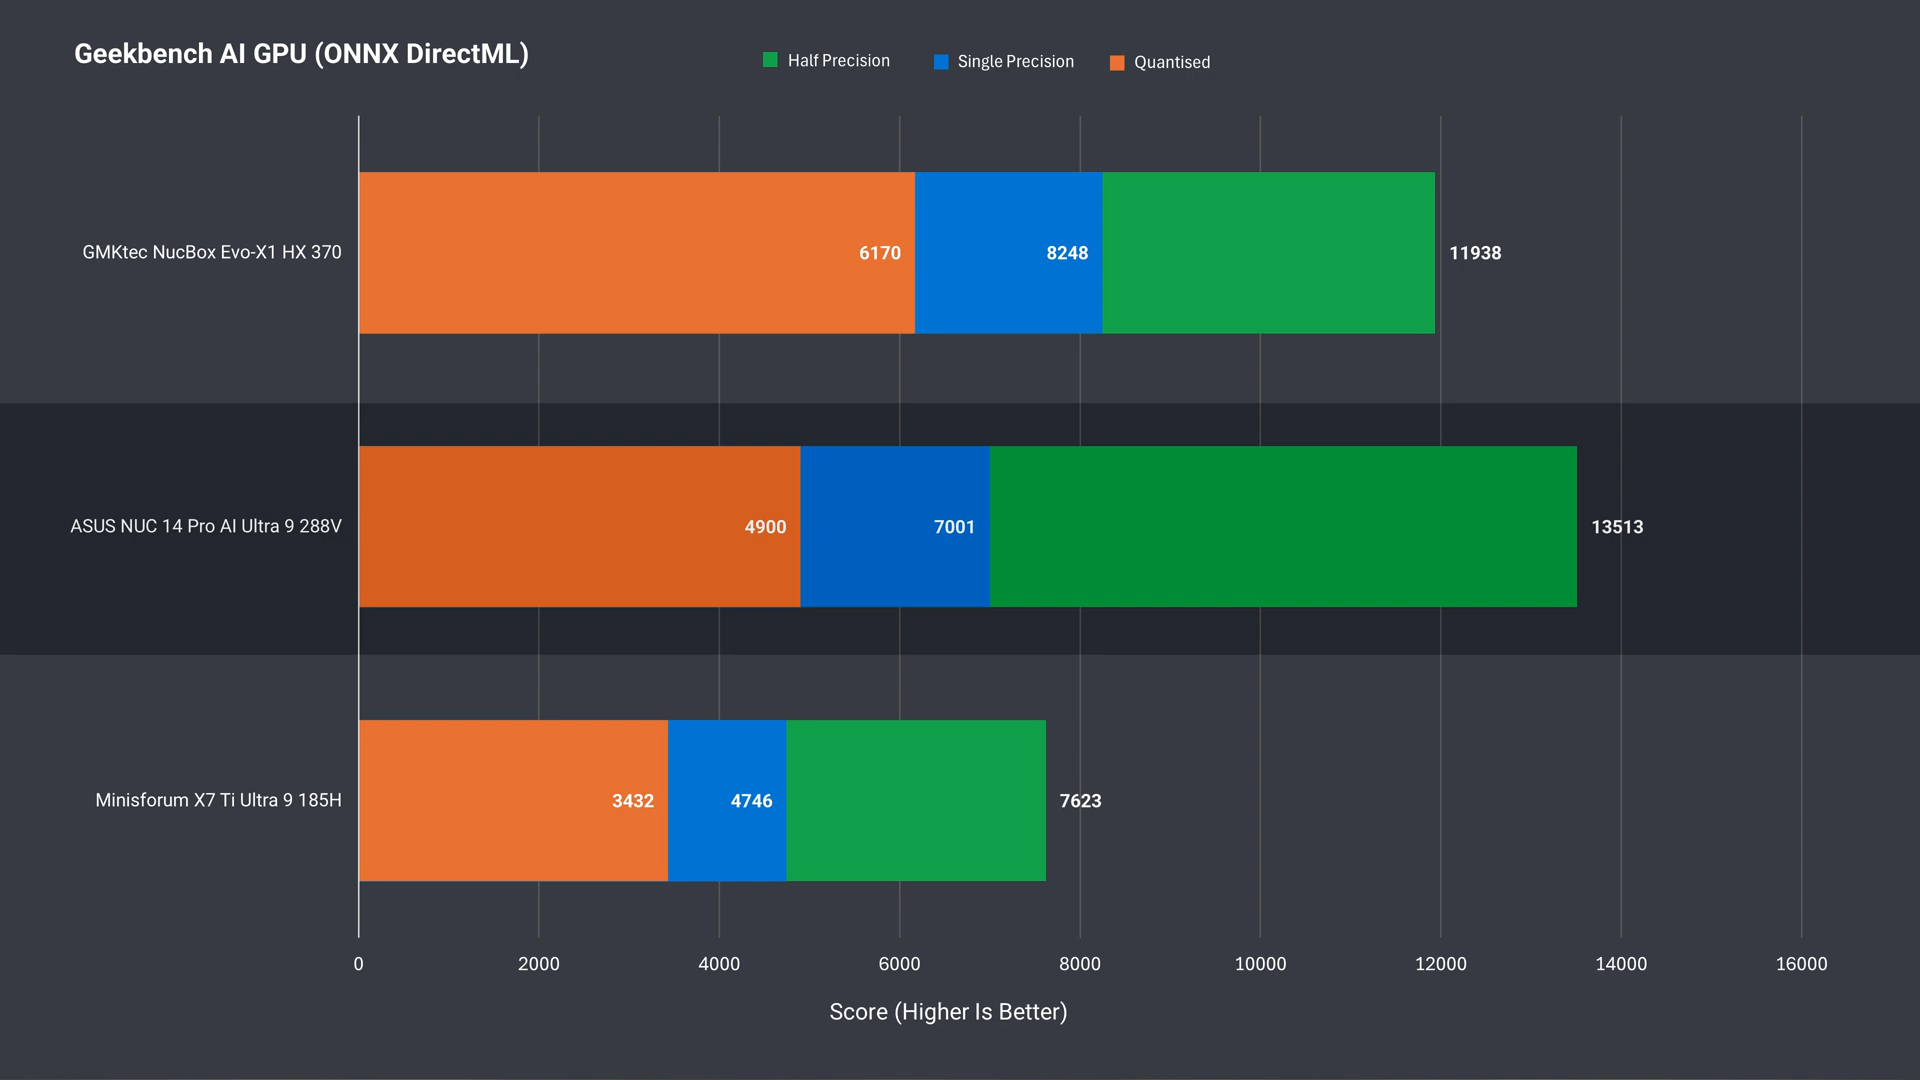 Geekbench AI GPU (ONNX DirectML)
Half Precision
Single Precision
Quantised
GMKtec NucBox Evo-X1 HX 370
6170
8248
11938
ASUS NUC 14 Pro AI Ultra 9 288V
4900
7001
13513
Minisforum X7 Ti Ultra 9 185H
3432
4746
7623
0 2000 4000 6000 8000 10000 12000 14000 16000
Score (Higher Is Better)